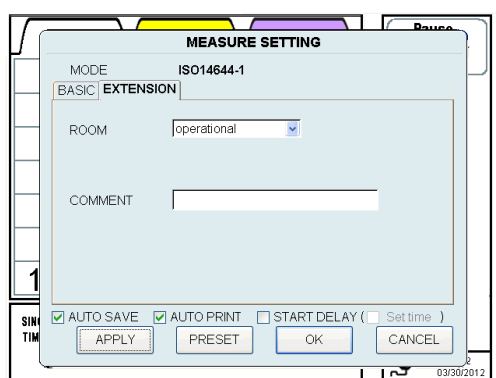 Pause
MEASURE SETTING
MODE ISO14644-1
BASIC EXTENSION
ROOM operational
COMMENT
1
AUTO SAVE AUTO PRINT START DELAY ( Set time )
TIM
APPLY PRESET OK CANCEL
03/30/2012